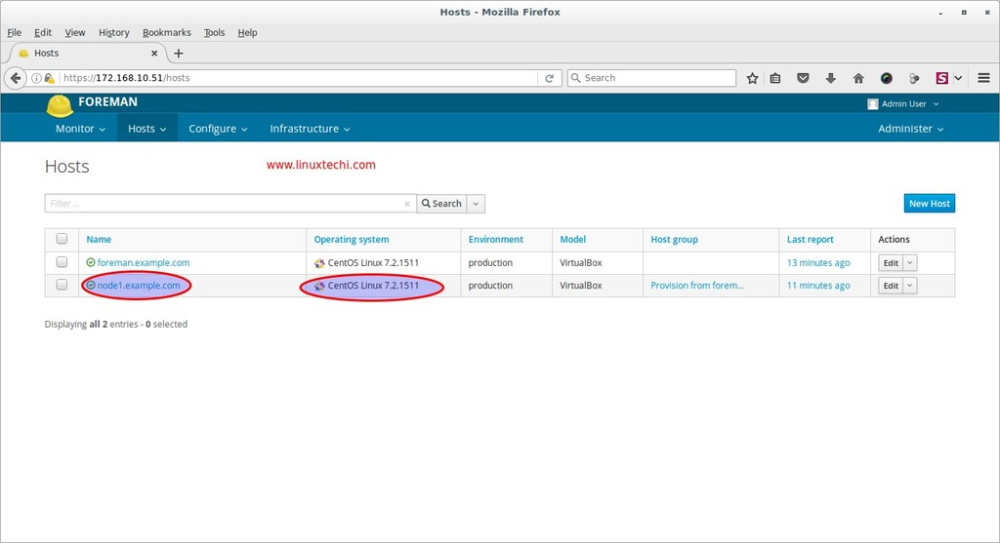 Hosts - Mozilla Firefox
File Edit View History Bookmarks Tools Help
Hosts
https://172.168.10.51/hosts
Search
S
FOREMAN
Admin User
Monitor Hosts Configure Infrastructure Administer
Hosts
www.linuxtechi.com
Filter ...
Search
New Host
Name Operating system Environment Model Host group Last report Actions
foreman.example.com CentOS Linux 7.2.1511 production VirtualBox 13 minutes ago Edit
node1.example.com CentOS Linux 7.2.1511 production VirtualBox Provision from forem... 11 minutes ago Edit
Displaying all 2 entries - 0 selected